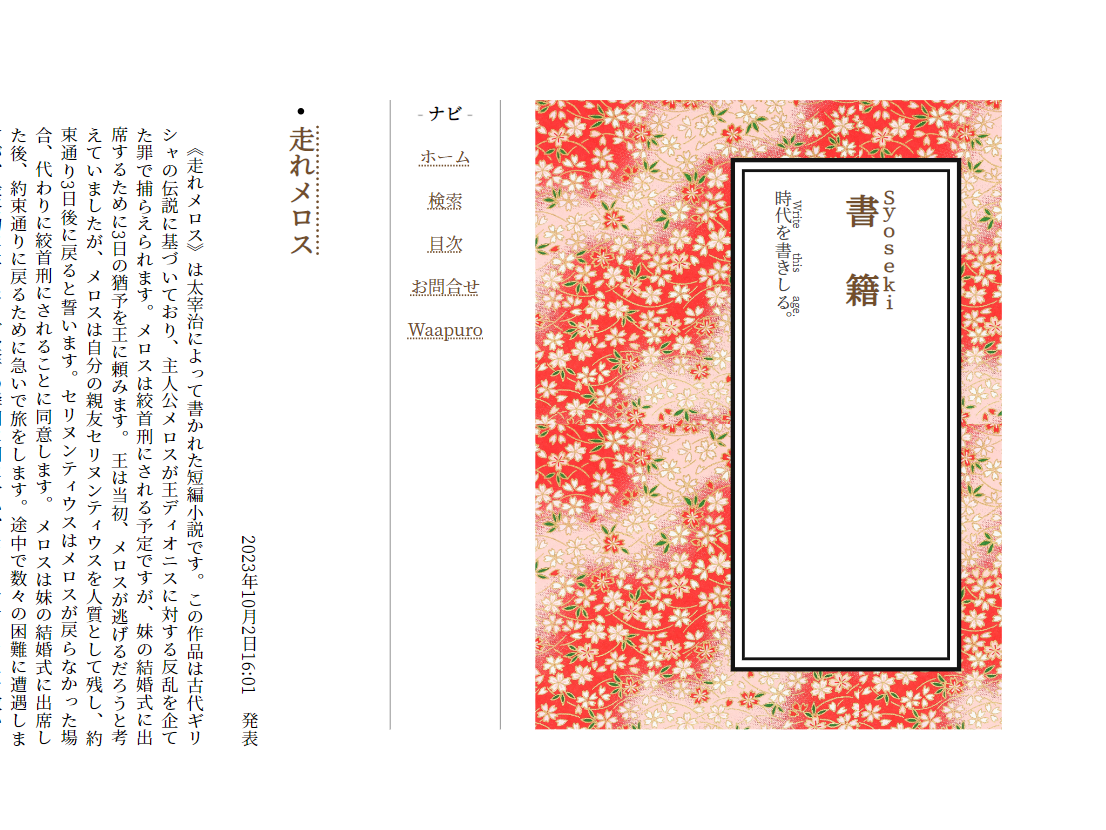 Syoseki
書籍
Write this age.
時代を書きしる。
- ナビ -
ホーム
検索
目次
お問合せ
Waapuro
• 走れメロス
2023年10月2日16:01 発表
《走れメロス》は太宰治によって書かれた短編小説です。この作品は古代ギリ
シャの伝説に基づいており、主人公メロスが王ディオニスに対する反乱を企て
た罪で捕らえられます。メロスは絞首刑にされる予定ですが、妹の結婚式に出
席するために3日の猶予を王に頼みます。王は当初、メロスが逃げるだろうと考
えていましたが、メロスは自分の親友セリヌンティウスを人質として残し、約
束通り3日後に戻ると誓います。セリヌンティウスはメロスが戻らなかった場
合、代わりに絞首刑にされることに同意します。メロスは妹の結婚式に出席し
た後、約束通りに戻るために急いで旅をします。途中で数々の困難に遭遇しま